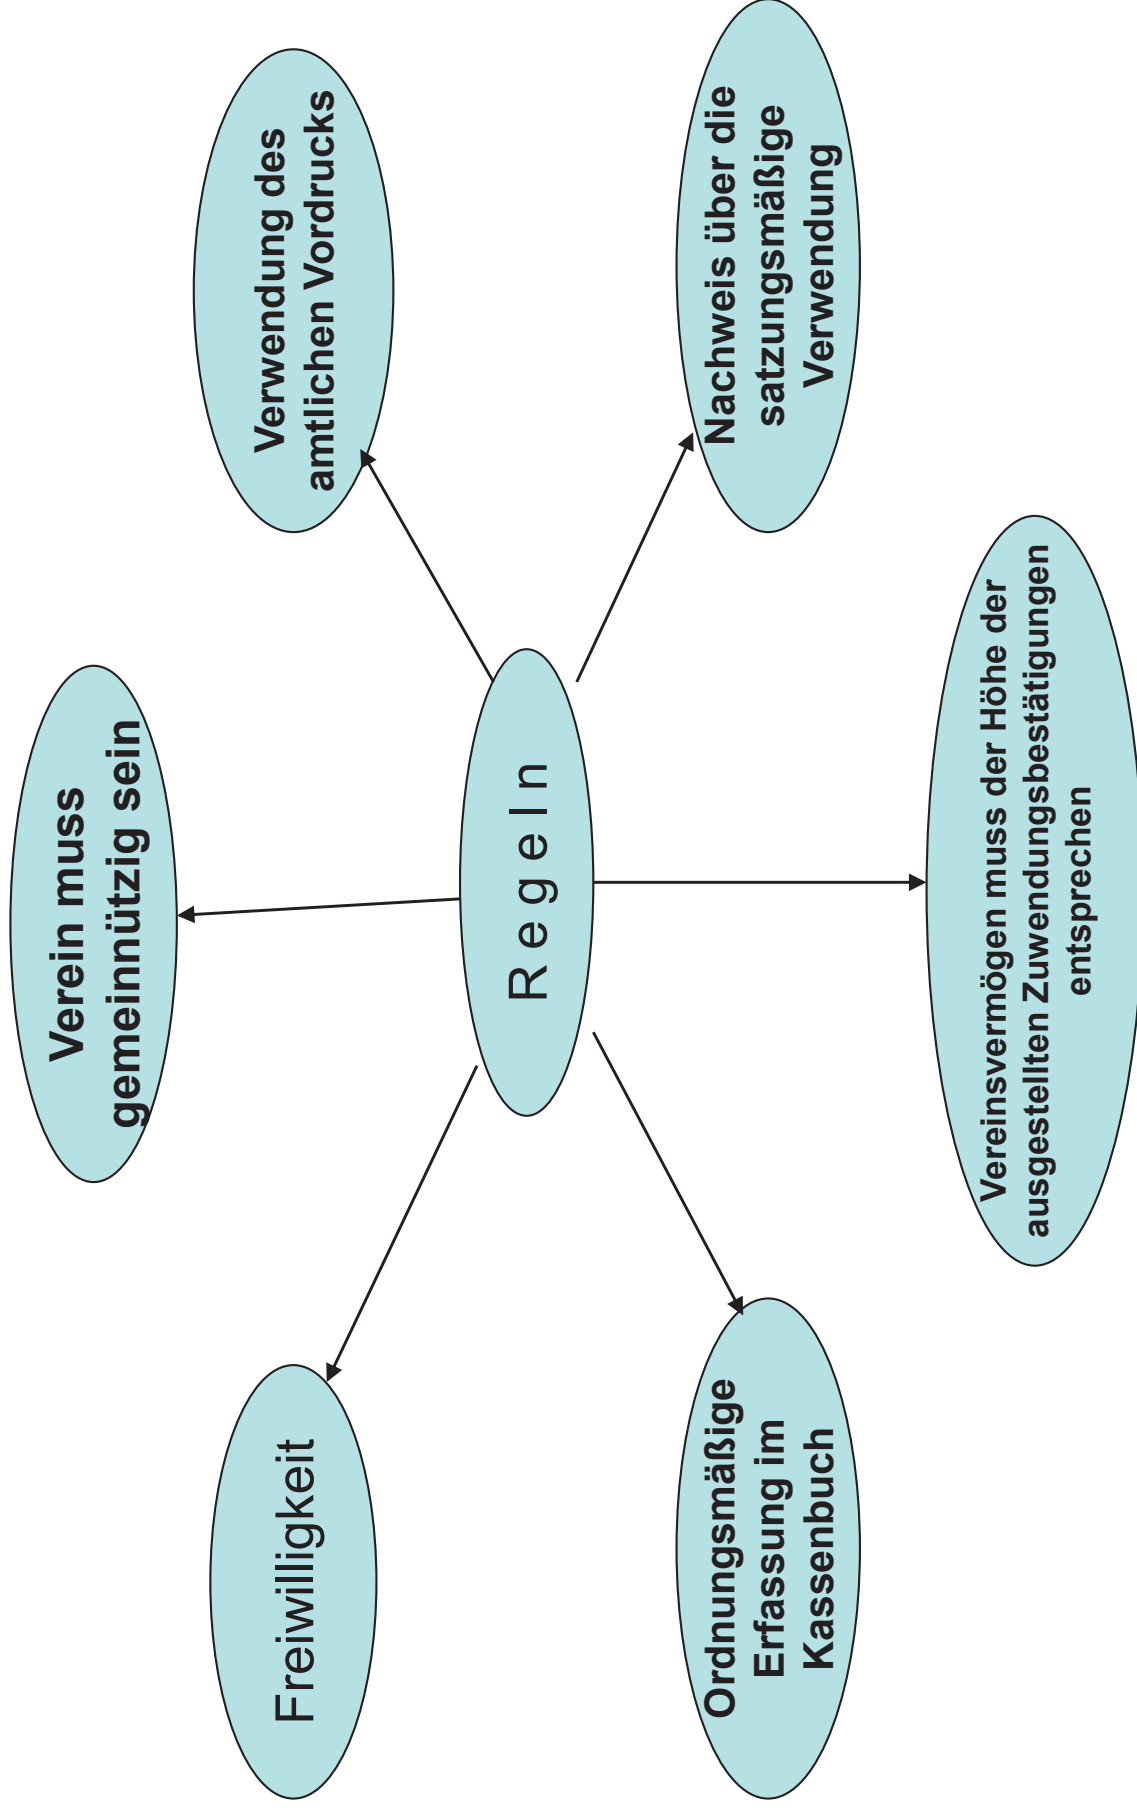 Verein muss
gemeinnützig sein
Freiwilligkeit
Verwendung des
amtlichen Vordrucks
Regeln
Ordnungsmäßige
Erfassung im
Kassenbuch
Nachweis über die
satzungsmäßige
Verwendung
Vereinsvermögen muss der Höhe der
ausgestellten Zuwendungsbestätigungen
entsprechen